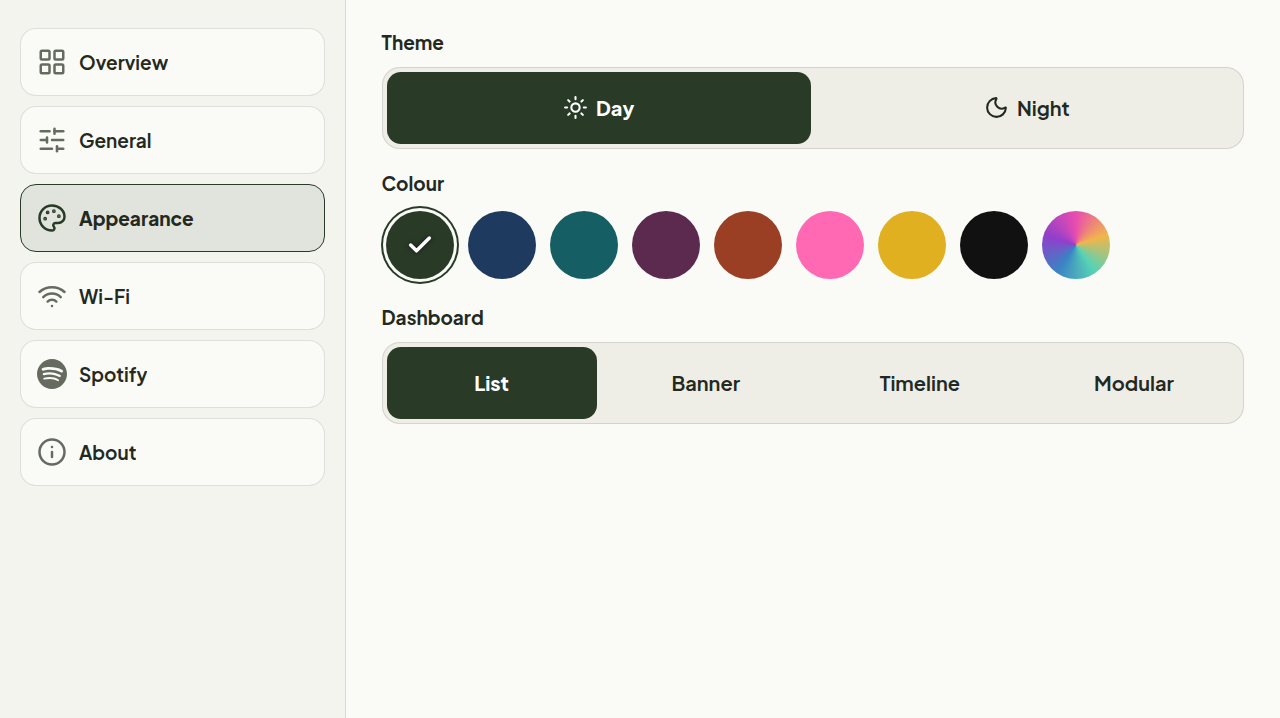 Overview
General
Appearance
Wi-Fi
Spotify
About
Theme
Day
Night
Colour
Dashboard
List
Banner
Timeline
Modular